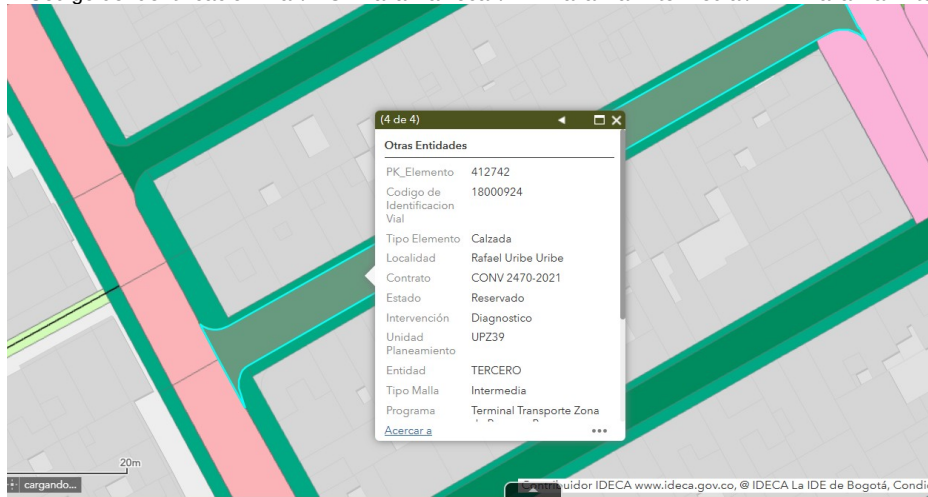 (4 de 4)
Otras Entidades
PK_Elemento 412742
Codigo de 18000924
Identificacion
Vial
Tipo Elemento Calzada
Localidad Rafael Uribe Uribe
Contrato CONV 2470-2021
Estado Reservado
Intervención Diagnostico
Unidad UPZ39
Planeamiento
Entidad TERCERO
Tipo Malla Intermedia
Programa Terminal Transporte Zona
Acercar a
20m
cargando...
Contribuidor IDECA www.ideca.gov.co, @ IDECA La IDE de Bogotá, Condi